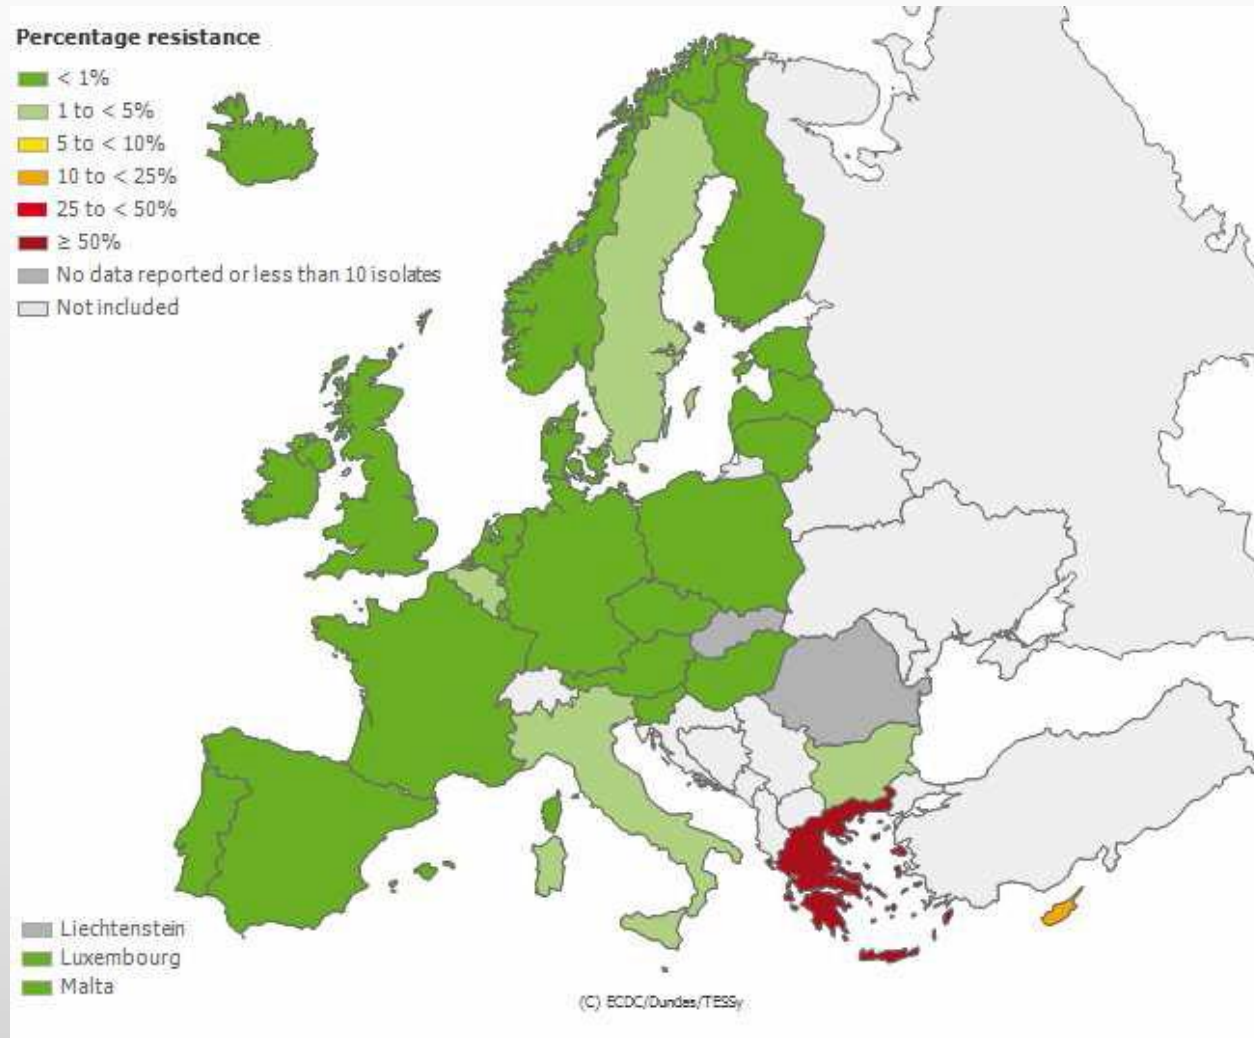 Percentage resistance
< 1%
1 to < 5%
5 to < 10%
10 to < 25%
25 to < 50%
≥ 50%
No data reported or less than 10 isolates
Not included
Liechtenstein
Luxembourg
Malta
(C) ECDC/Dundas/TESSy